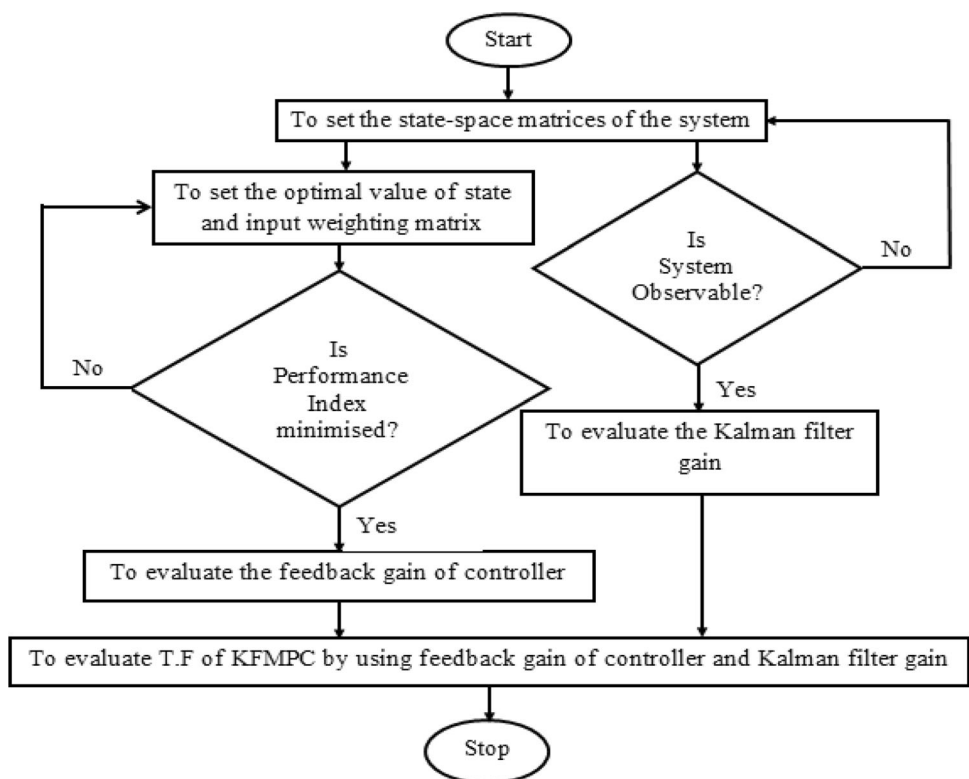 Start
To set the state-space matrices of the system
To set the optimal value of state
and input weighting matrix
Is
System
Observable?
No
Is
Performance
Index
minimised?
No
Yes
To evaluate the Kalman filter
gain
Yes
To evaluate the feedback gain of controller
To evaluate T.F of KFMPC by using feedback gain of controller and Kalman filter gain
Stop